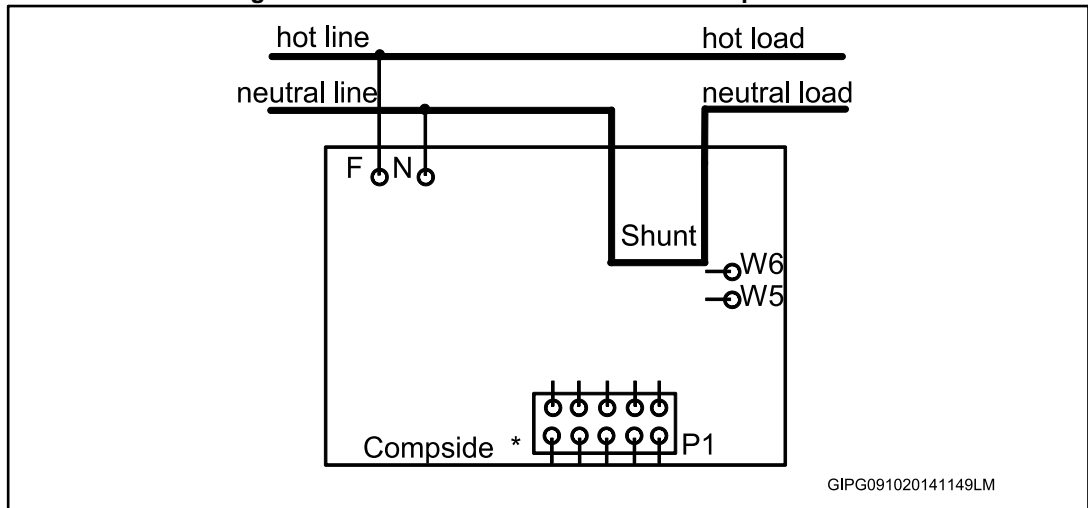 hot line hot load
neutral line neutral load
F N
Shunt
W6
W5
Compside * P1
GIPG091020141149LM